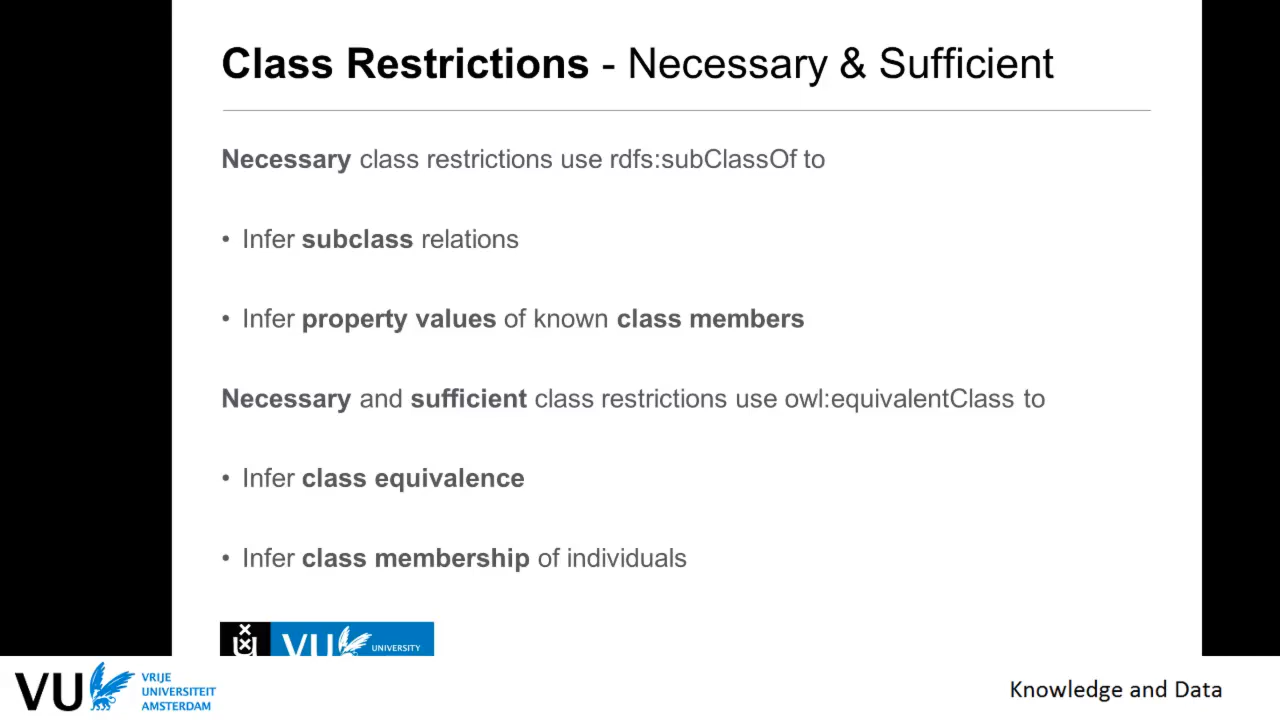 Class Restrictions - Necessary & Sufficient
Necessary class restrictions use rdfs:subClassOf to
• Infer subclass relations
• Infer property values of known class members
Necessary and sufficient class restrictions use owl:equivalentClass to
• Infer class equivalence
• Infer class membership of individuals
VU UNIVERSITY
VU VRIJE
UNIVERSITEIT
AMSTERDAM
Knowledge and Data